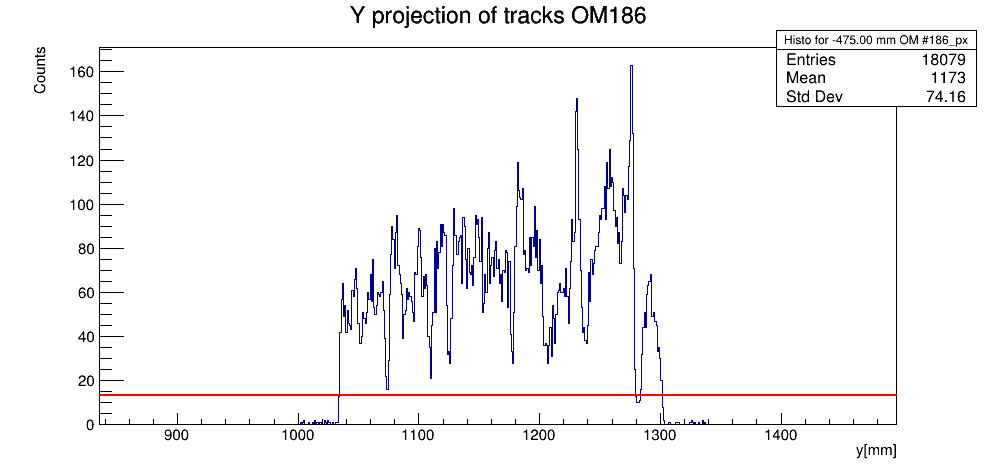 Y projection of tracks OM186
Histo for -475.00 mm OM #186_px
Entries 18079
Mean 1173
Std Dev 74.16
Counts
160
140
120
100
80
60
40
20
0
900 1000 1100 1200 1300 1400
y[mm]